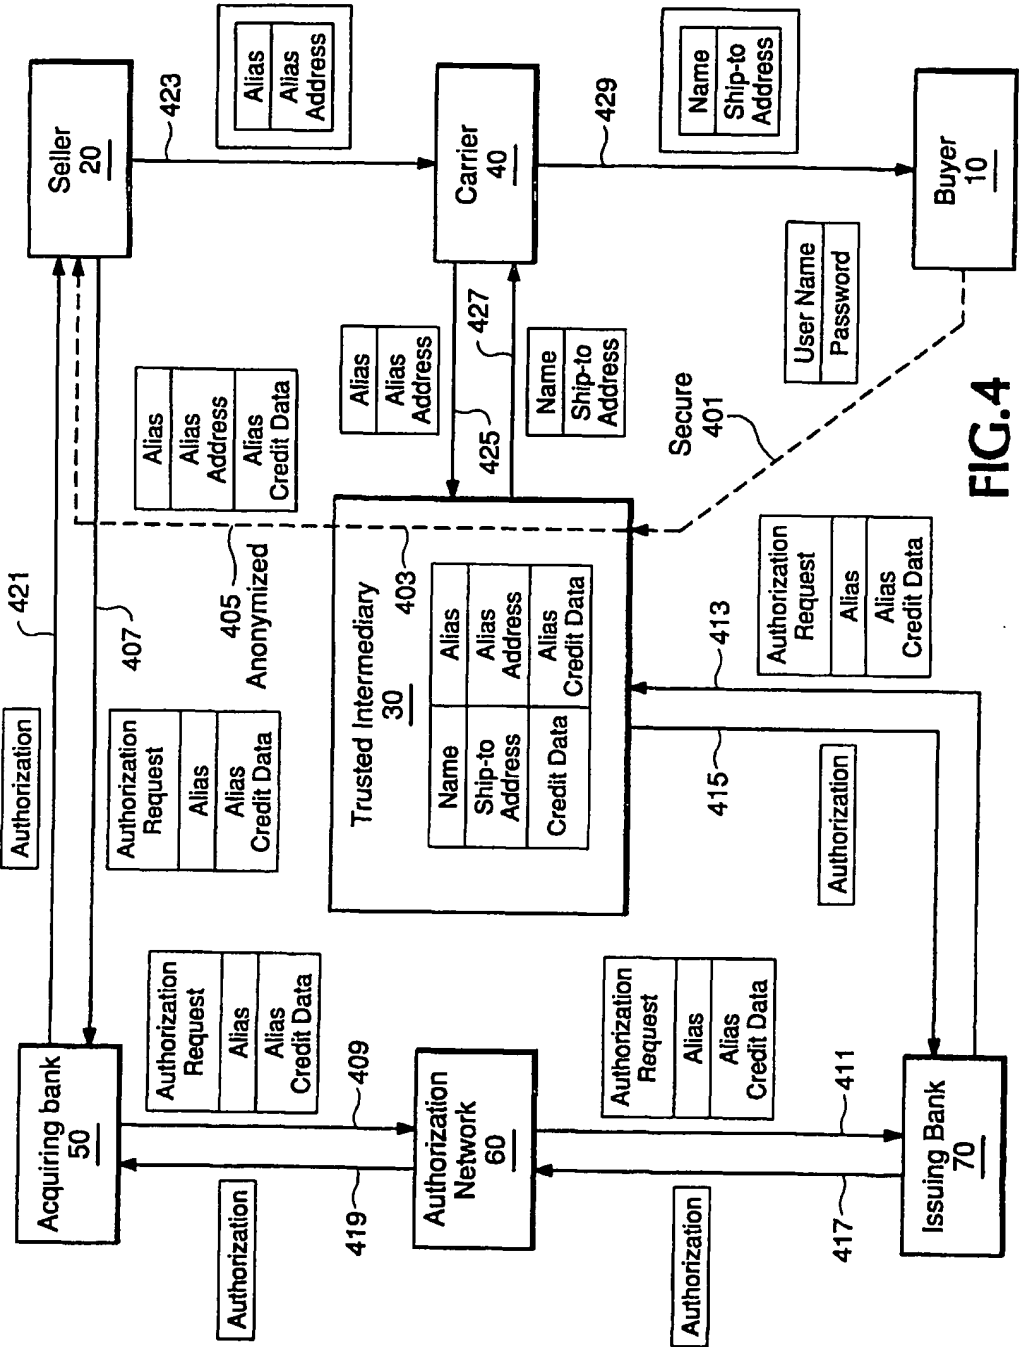 Authorization
421
Acquiring bank
50
Seller
20
407
Authorization
Request
Alias
Alias
Credit Data
Alias
Alias
Address
Alias
Credit Data
423
Alias
Alias
Address
Authorization
419
409
Authorization
Request
Alias
Alias
Credit Data
405
Anonymized
Authorization
Network
60
Trusted Intermediary
30
403
Name
Alias
Ship-to
Address
Alias
Address
Credit Data
Alias
Credit Data
Alias
Alias
Address
425
427
Name
Ship-to
Address
Carrier
40
429
Name
Ship-to
Address
Authorization
417
411
Authorization
Request
Alias
Alias
Credit Data
415
413
Authorization
Authorization
Request
Alias
Alias
Credit Data
Secure
401
User Name
Password
Issuing Bank
70
Buyer
10
FIG.4